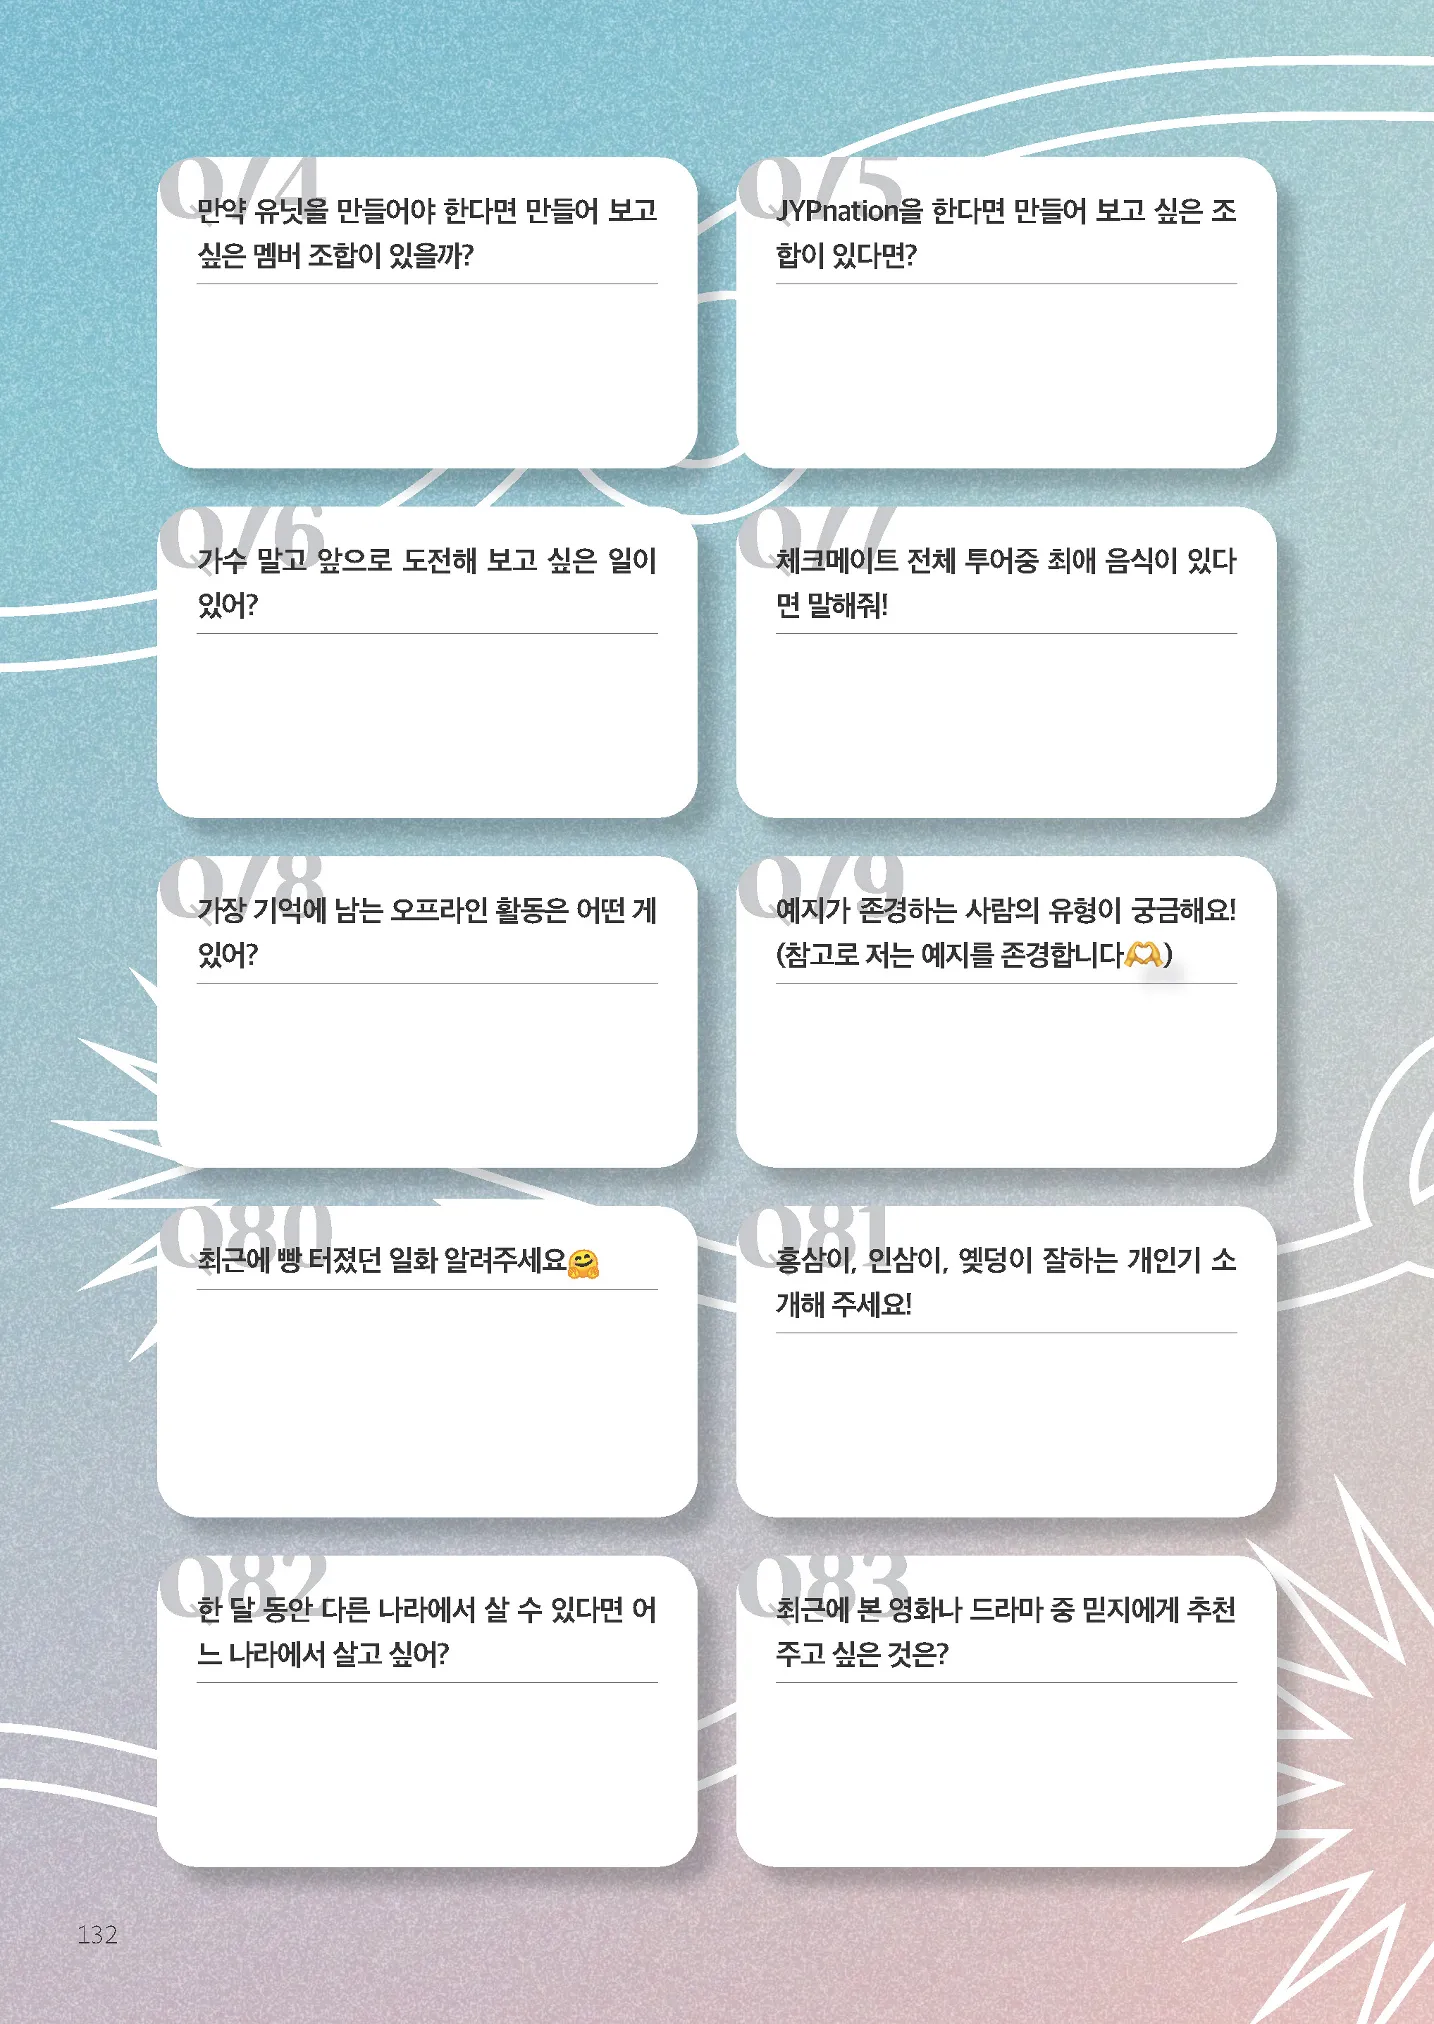 Q74
만약 유닛을 만들어야 한다면 만들어 보고
싶은 멤버 조합이 있을까?
Q75
JYPnation을 한다면 만들어 보고 싶은 조
합이 있다면?
Q76
가수 말고 앞으로 도전해 보고 싶은 일이
있어?
Q77
체크메이트 전체 투어중 최애 음식이 있다
면 말해줘!
Q78
가장 기억에 남는 오프라인 활동은 어떤 게
있어?
Q79
예지가 존경하는 사람의 유형이 궁금해요!
(참고로 저는 예지를 존경합니다🫶)
Q80
최근에 빵 터졌던 일화 알려주세요🤗
Q81
홍삼이, 인삼이, 옞덩이 잘하는 개인기 소
개해 주세요!
Q82
한 달 동안 다른 나라에서 살 수 있다면 어
느 나라에서 살고 싶어?
Q83
최근에 본 영화나 드라마 중 믿지에게 추천
주고 싶은 것은?
132